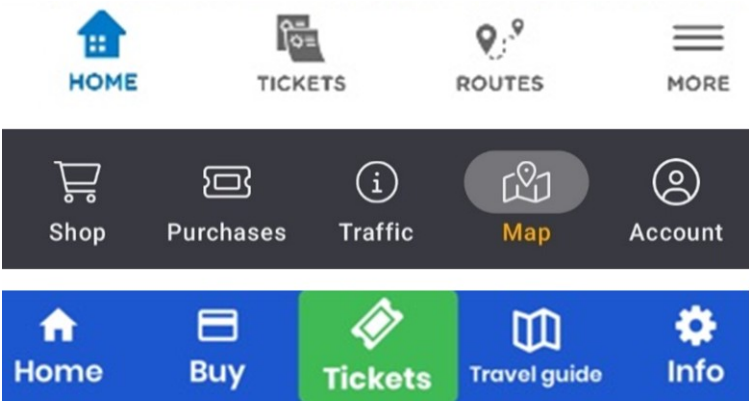 HOME TICKETS ROUTES MORE
Shop Purchases Traffic Map Account
Home Buy Tickets Travel guide Info